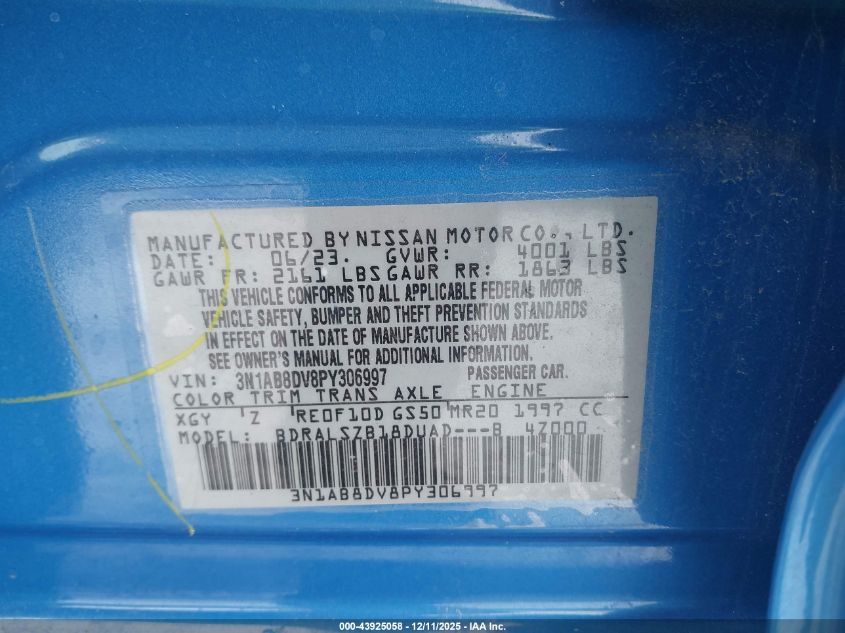 MANUFACTURED BY NISSAN MOTOR CO., LTD.
DATE: 06/23. GVWR: 4001 LBS
GAWR FR: 2161 LBS GAWR RR: 1863 LBS
THIS VEHICLE CONFORMS TO ALL APPLICABLE FEDERAL MOTOR
VEHICLE SAFETY, BUMPER AND THEFT PREVENTION STANDARDS
IN EFFECT ON THE DATE OF MANUFACTURE SHOWN ABOVE.
SEE OWNER'S MANUAL FOR ADDITIONAL INFORMATION.
VIN: 3N1AB8DV8PY306997 PASSENGER CAR.
COLOR TRIM TRANS AXLE ENGINE
XGY Z RE0F10D GS50 MR20 1997 CC
MODEL: BDRALSZB18DUAD---B 4Z000
3N1AB8DV8PY306997
000-43925058 - 12/11/2025 - IAA Inc.